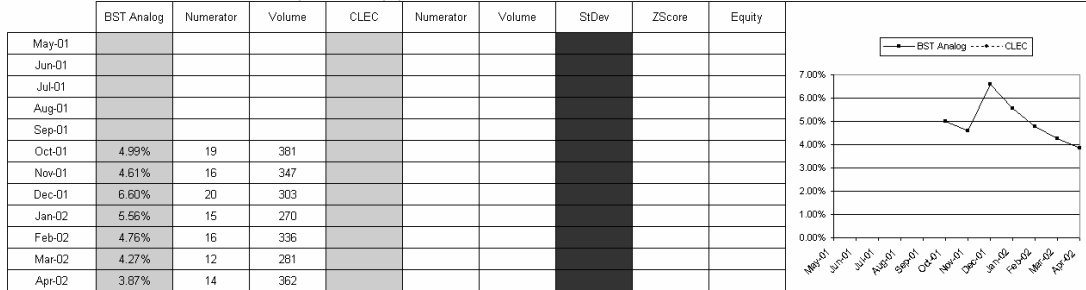 BST Analog Numerator Volume CLEC Numerator Volume StDev ZScore Equity
May-01
Jun-01
Jul-01
Aug-01
Sep-01
Oct-01 4.99% 19 381
Nov-01 4.61% 16 347
Dec-01 6.60% 20 303
Jan-02 5.56% 15 270
Feb-02 4.76% 16 336
Mar-02 4.27% 12 281
Apr-02 3.87% 14 362
BST Analog CLEC
7.00%
6.00%
5.00%
4.00%
3.00%
2.00%
1.00%
0.00%
May-01 Jun-01 Jul-01 Aug-01 Sep-01 Oct-01 Nov-01 Dec-01 Jan-02 Feb-02 Mar-02 Apr-02